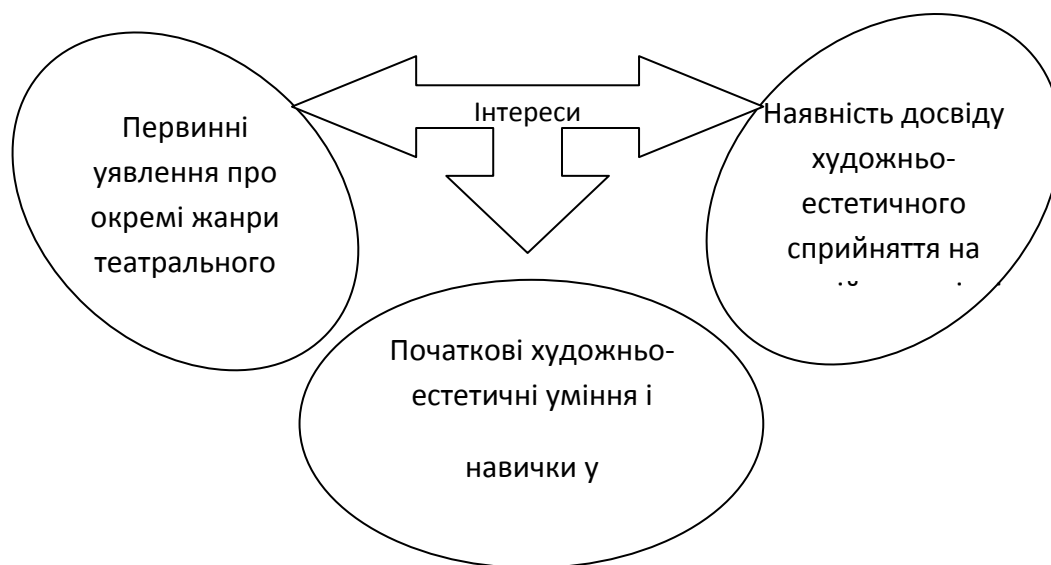 Інтереси
Первинні
уявлення про
окремі жанри
театрального
Наявність досвіду
художньо-
естетичного
сприйняття на
Початкові художньо-
естетичні уміння і
навички у